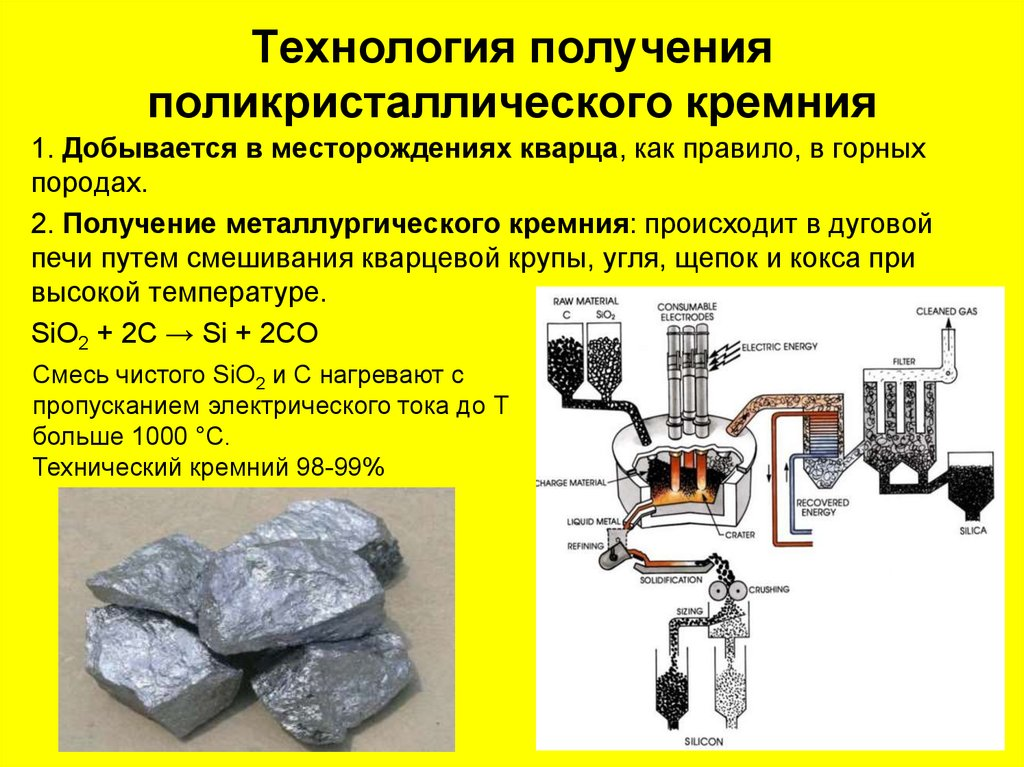 Технология получения
поликристаллического кремния
1. Добывается в месторождениях кварца, как правило, в горных
породах.
2. Получение металлургического кремния: происходит в дуговой
печи путем смешивания кварцевой крупы, угля, щепок и кокса при
высокой температуре.
SiO₂ + 2C → Si + 2CO
Смесь чистого SiO₂ и C нагревают с
пропусканием электрического тока до T
больше 1000 °C.
Технический кремний 98-99%
RAW MATERIAL
C SiO₂
CONSUMABLE
ELECTRODES
ELECTRIC ENERGY
CLEANED GAS
FILTER
CHARGE MATERIAL
RECOVERED
ENERGY
SILICA
LIQUID METAL
CRATER
REFINING
SOLIDIFICATION
CRUSHING
SIZING
SILICON